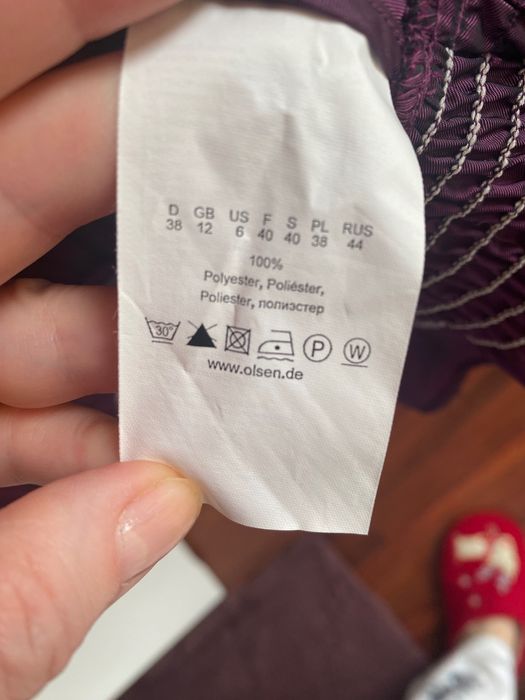 D GB US F S PL RUS
38 12 6 40 40 38 44
100%
Polyester, Poliéster,
Poliester, полиэстер
30° P W
www.olsen.de